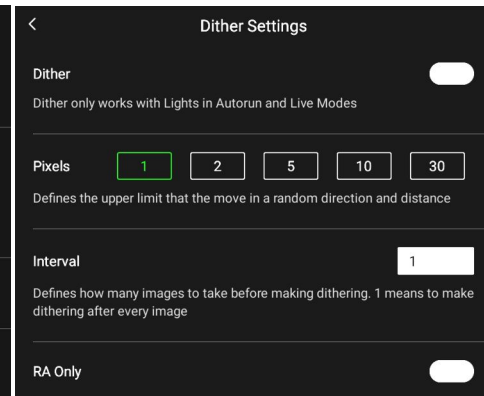 Dither Settings
Dither
Dither only works with Lights in Autorun and Live Modes
Pixels 1 2 5 10 30
Defines the upper limit that the move in a random direction and distance
Interval 1
Defines how many images to take before making dithering. 1 means to make
dithering after every image
RA Only